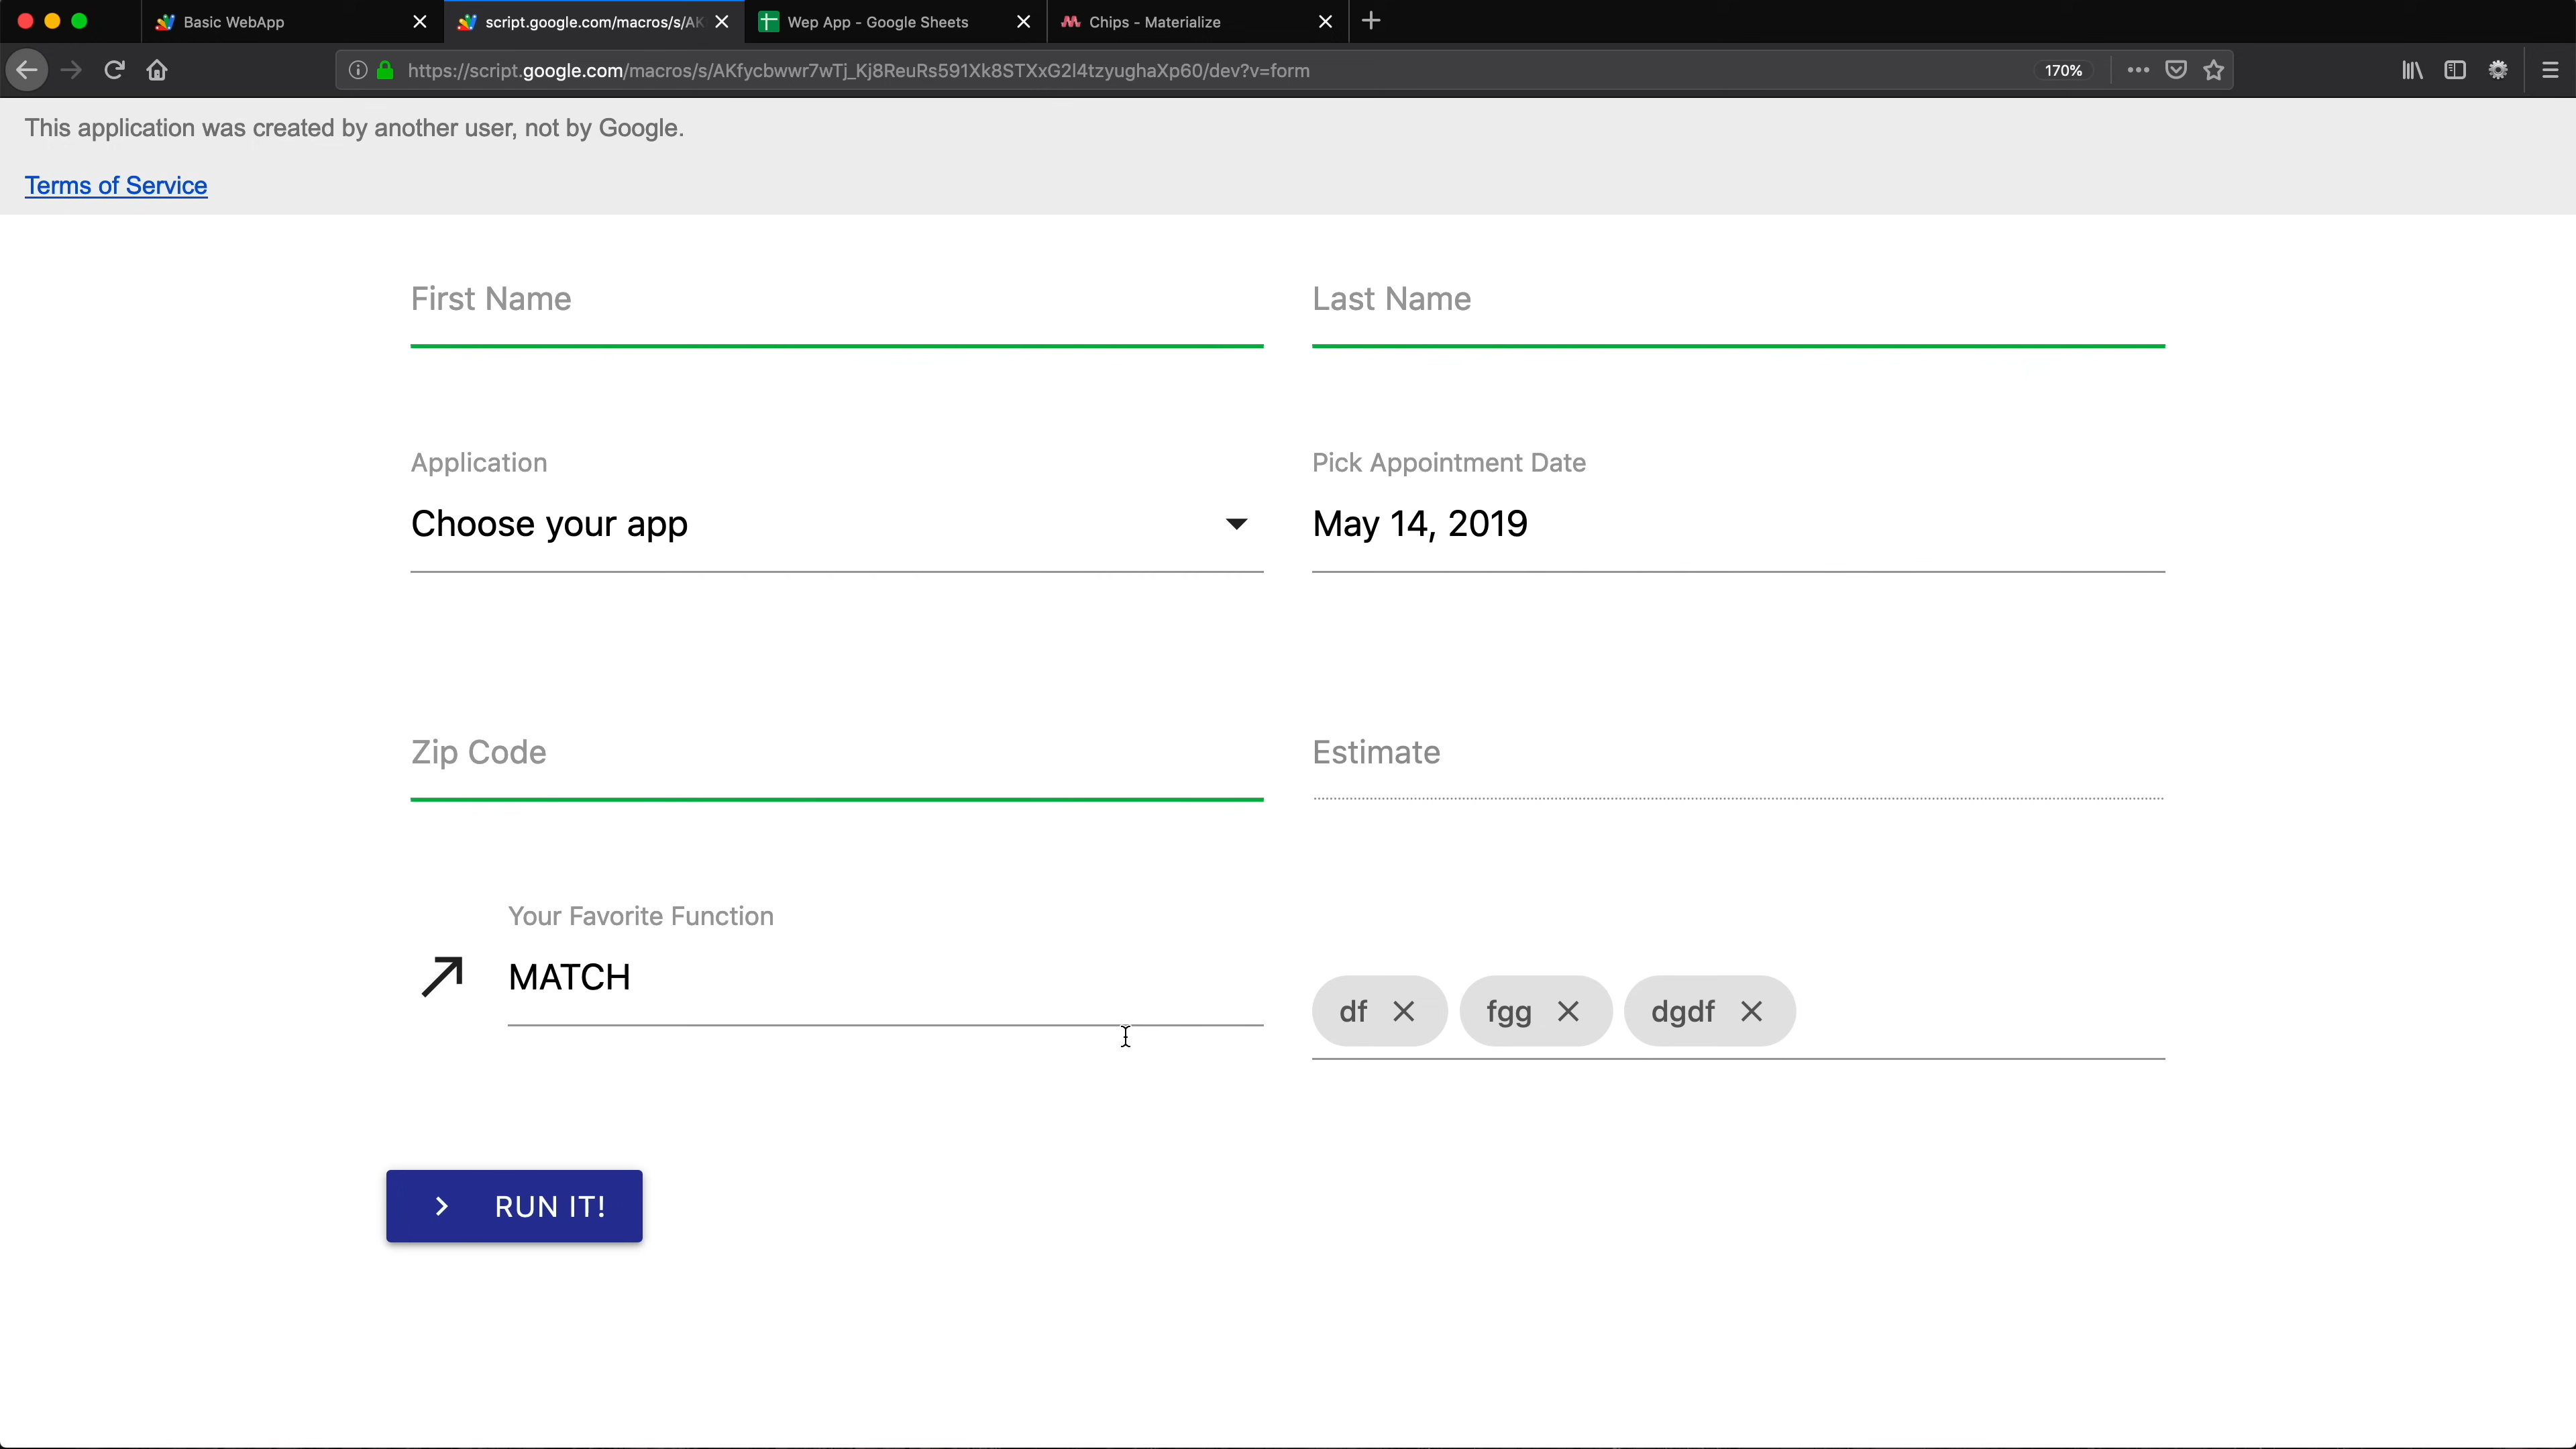 Basic WebApp
script.google.com/macros/s/AK
Wep App - Google Sheets
Chips - Materialize
https://script.google.com/macros/s/AKfycbwwr7wTj_Kj8ReuRs591Xk8STXxG2I4tzyughaXp60/dev?v=form
170%
This application was created by another user, not by Google.
Terms of Service
First Name
Last Name
Application
Pick Appointment Date
Choose your app
May 14, 2019
Zip Code
Estimate
Your Favorite Function
MATCH
df
fgg
dgdf
RUN IT!